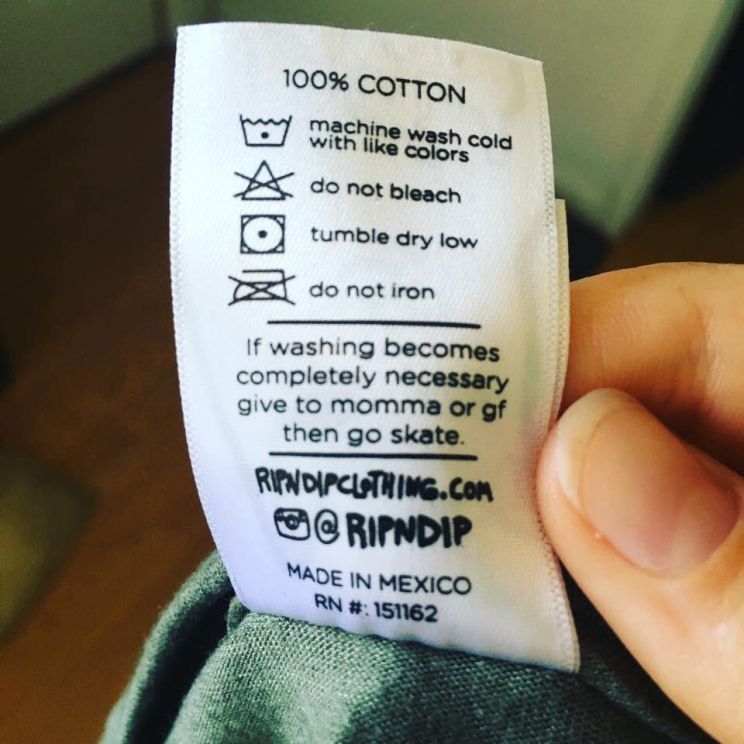 100% COTTON
machine wash cold
with like colors
do not bleach
tumble dry low
do not iron
If washing becomes
completely necessary
give to momma or gf
then go skate.
RIPNDIPCLOTHING.COM
@RIPNDIP
MADE IN MEXICO
RN #: 151162